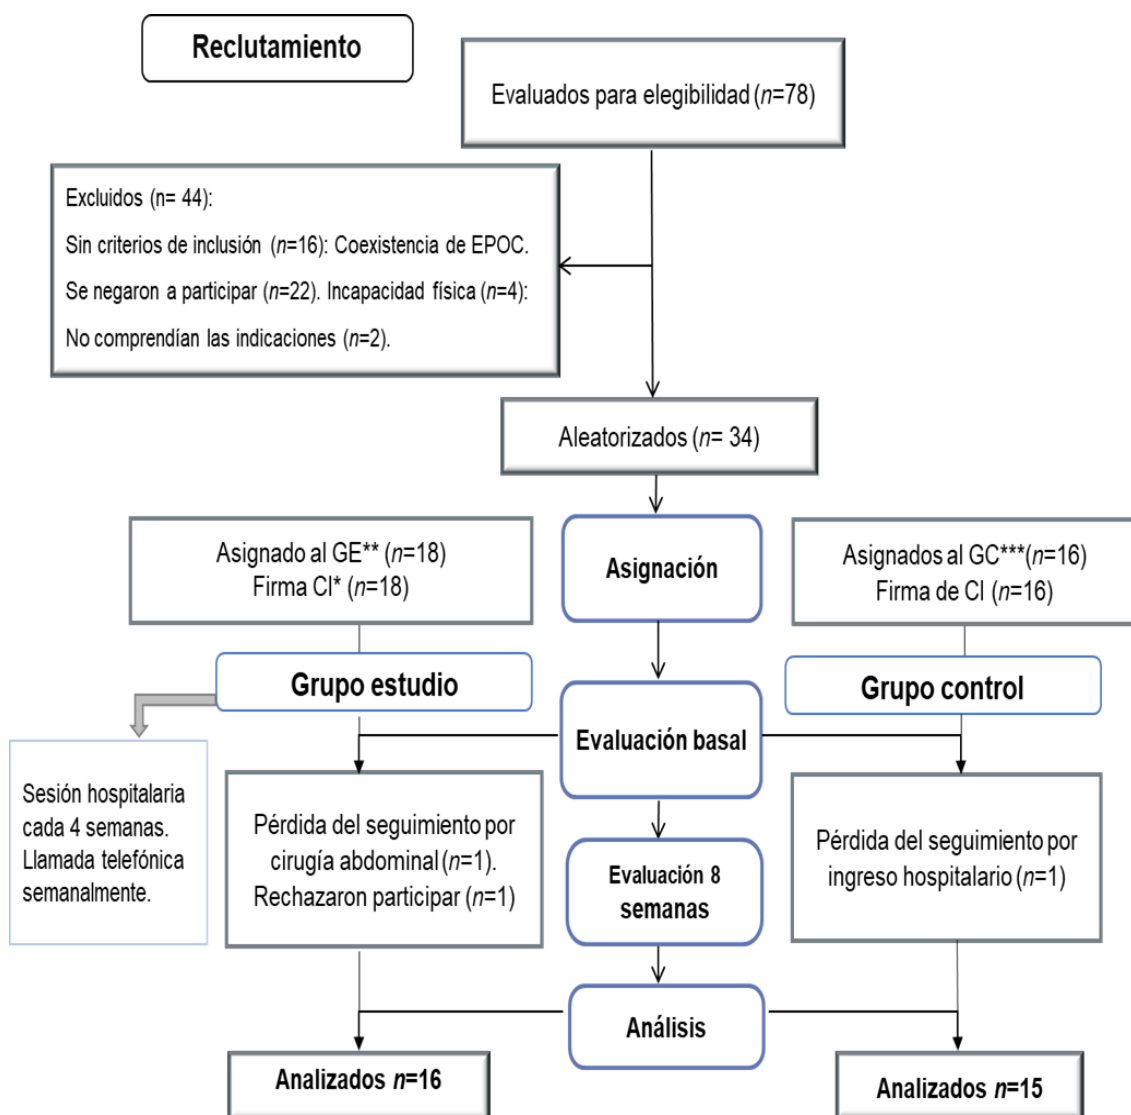 Reclutamiento
Evaluados para elegibilidad (n=78)
Excluidos (n= 44):
Sin criterios de inclusión (n=16): Coexistencia de EPOC.
Se negaron a participar (n=22). Incapacidad física (n=4):
No comprendían las indicaciones (n=2).
Aleatorizados (n= 34)
Asignado al GE** (n=18)
Firma CI* (n=18)
Asignación
Asignados al GC***(n=16)
Firma de CI (n=16)
Grupo estudio
Grupo control
Evaluación basal
Sesión hospitalaria
cada 4 semanas.
Llamada telefónica
semanalmente.
Pérdida del seguimiento por
cirugía abdominal (n=1).
Rechazaron participar (n=1)
Evaluación 8
semanas
Pérdida del seguimiento por
ingreso hospitalario (n=1)
Análisis
Analizados n=16
Analizados n=15